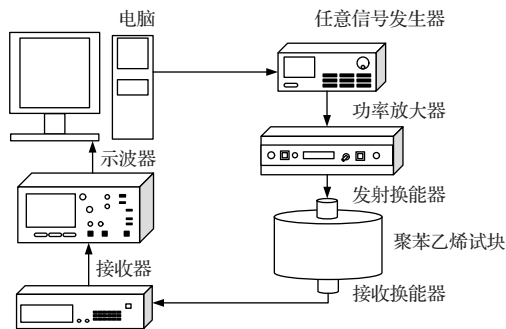 电脑
任意信号发生器
功率放大器
示波器
发射换能器
聚苯乙烯试块
接收器
接收换能器